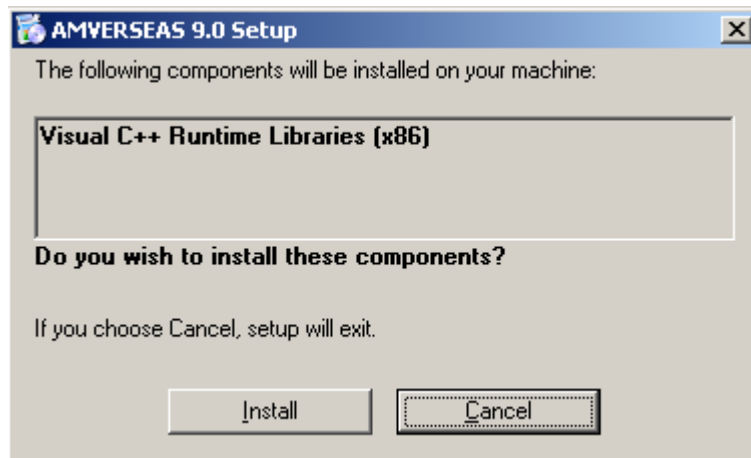 AMVERSEAS 9.0 Setup
The following components will be installed on your machine:
Visual C++ Runtime Libraries (x86)
Do you wish to install these components?
If you choose Cancel, setup will exit.
Install
Cancel